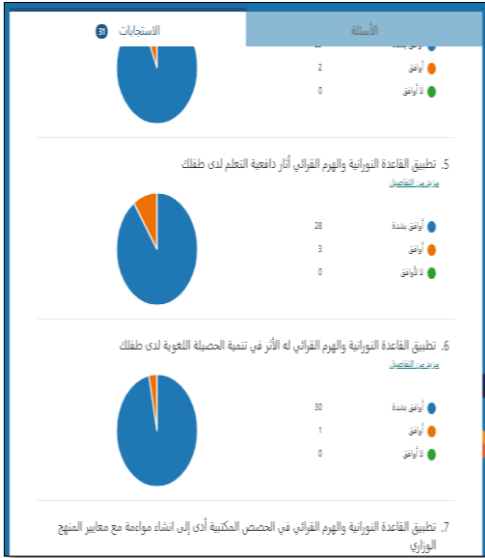 الأسئلة
الاستجابات 31
أوافق 2
لا أوافق 0
5. تطبيق القاعدة النورانية والهرم القرائي أثار دافعية التعلم لدى طفلك
مزيد من التفاصيل
أوافق بشدة 28
أوافق 3
لا أوافق 0
6. تطبيق القاعدة النورانية والهرم القرائي له الأثر في تنمية الحصيلة اللغوية لدى طفلك
مزيد من التفاصيل
أوافق بشدة 30
أوافق 1
لا أوافق 0
7. تطبيق القاعدة النورانية والهرم القرائي في الحصص المكتبية أدى إلى انشاء مواءمة مع معايير المنهج
الوزاري